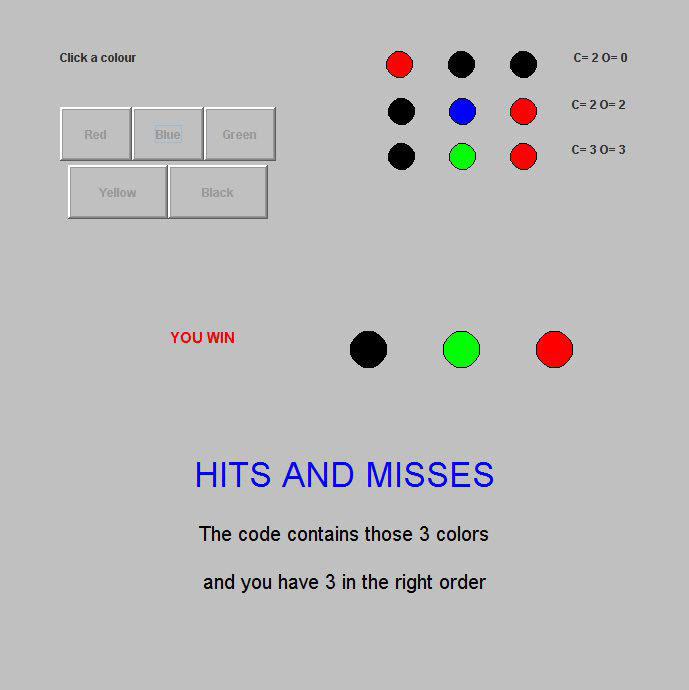 Click a colour
C= 2 O= 0
C= 2 O= 2
Red Blue Green
C= 3 O= 3
Yellow Black
YOU WIN
HITS AND MISSES
The code contains those 3 colors
and you have 3 in the right order